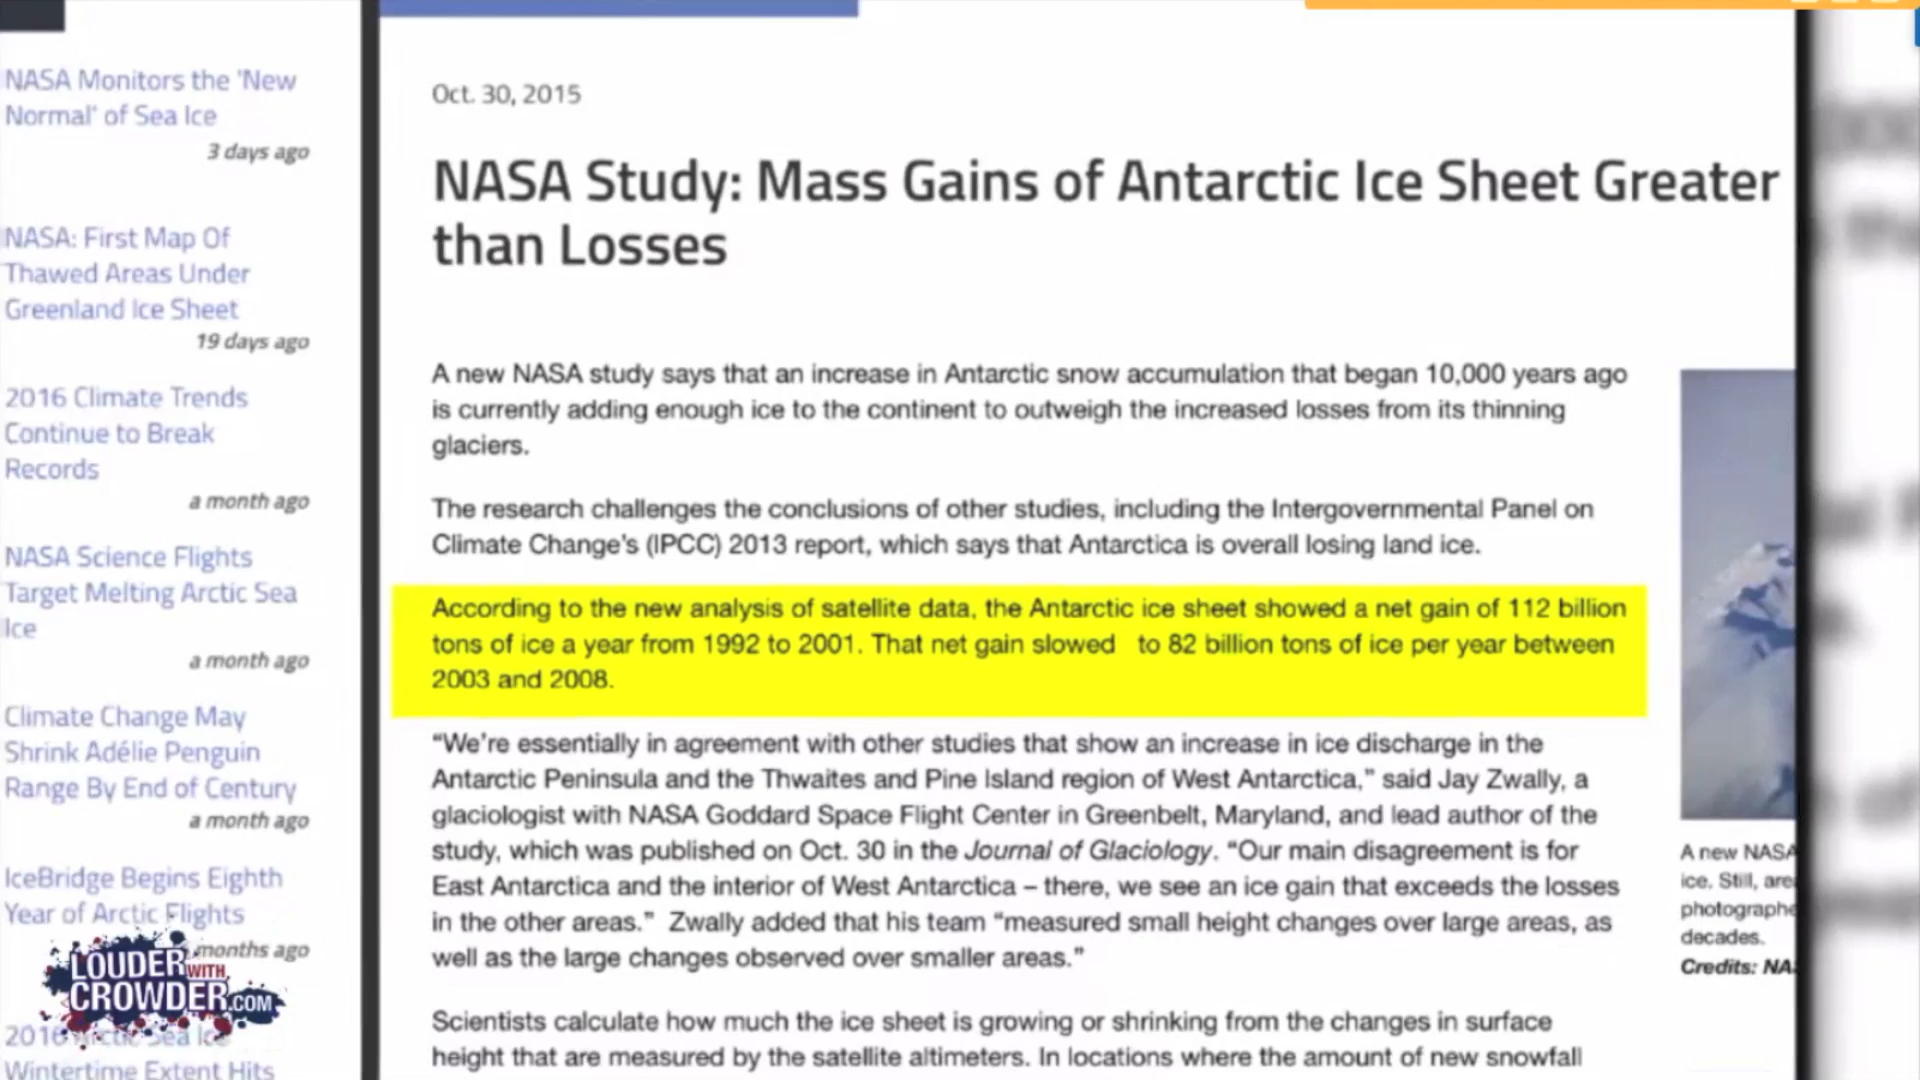 NASA Monitors the 'New
Normal' of Sea Ice
3 days ago
NASA: First Map Of
Thawed Areas Under
Greenland Ice Sheet
19 days ago
2016 Climate Trends
Continue to Break
Records
a month ago
NASA Science Flights
Target Melting Arctic Sea
Ice
a month ago
Climate Change May
Shrink Adélie Penguin
Range By End of Century
a month ago
IceBridge Begins Eighth
Year of Arctic Flights
months ago
LOUDER WITH
CROWDER.COM
2016 Arctic Sea Ice
Wintertime Extent Hits
Oct. 30, 2015
NASA Study: Mass Gains of Antarctic Ice Sheet Greater
than Losses
A new NASA study says that an increase in Antarctic snow accumulation that began 10,000 years ago
is currently adding enough ice to the continent to outweigh the increased losses from its thinning
glaciers.
The research challenges the conclusions of other studies, including the Intergovernmental Panel on
Climate Change's (IPCC) 2013 report, which says that Antarctica is overall losing land ice.
According to the new analysis of satellite data, the Antarctic ice sheet showed a net gain of 112 billion
tons of ice a year from 1992 to 2001. That net gain slowed to 82 billion tons of ice per year between
2003 and 2008.
“We’re essentially in agreement with other studies that show an increase in ice discharge in the
Antarctic Peninsula and the Thwaites and Pine Island region of West Antarctica,” said Jay Zwally, a
glaciologist with NASA Goddard Space Flight Center in Greenbelt, Maryland, and lead author of the
study, which was published on Oct. 30 in the Journal of Glaciology. “Our main disagreement is for
East Antarctica and the interior of West Antarctica – there, we see an ice gain that exceeds the losses
in the other areas.” Zwally added that his team “measured small height changes over large areas, as
well as the large changes observed over smaller areas.”
Scientists calculate how much the ice sheet is growing or shrinking from the changes in surface
height that are measured by the satellite altimeters. In locations where the amount of new snowfall
A new NASA
ice. Still, are
photographe
decades.
Credits: NA